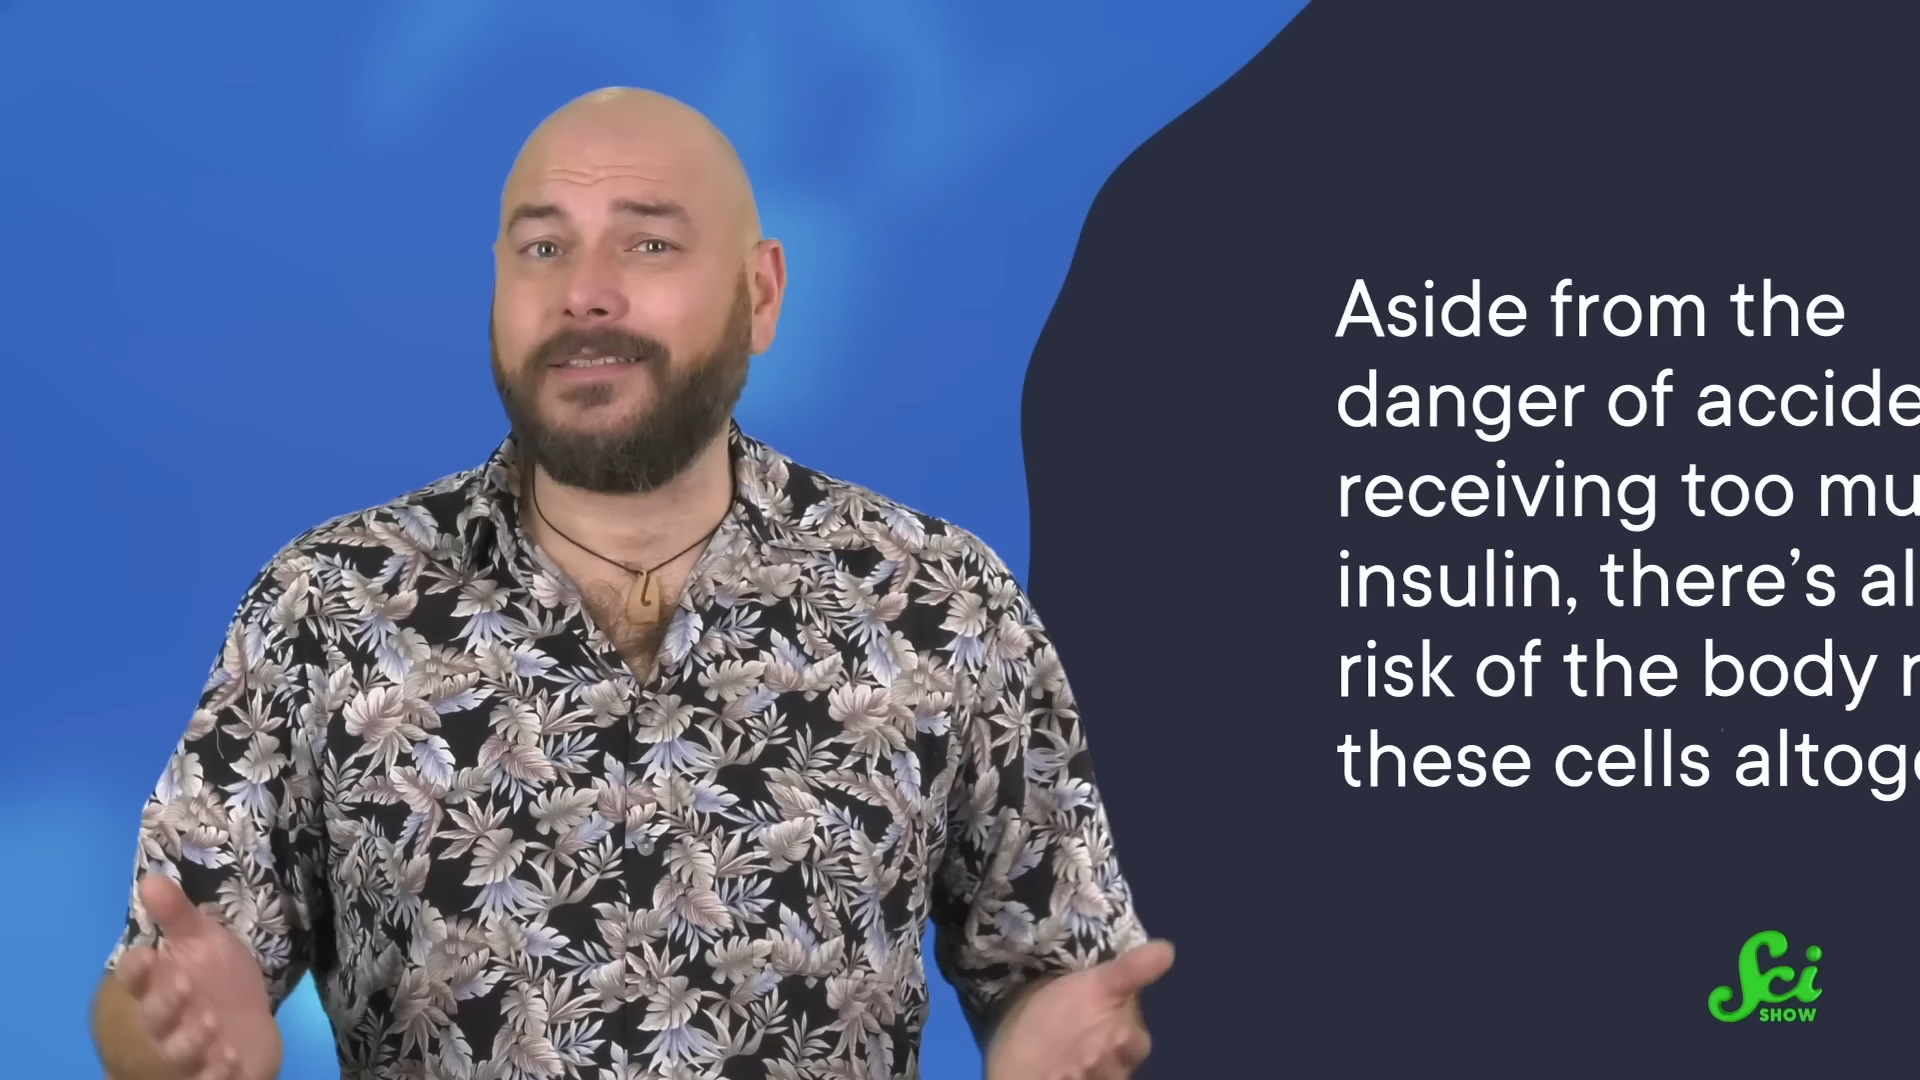 Aside from the
danger of accide
receiving too mu
insulin, there's al
risk of the body r
these cells altoge
Sci
SHOW